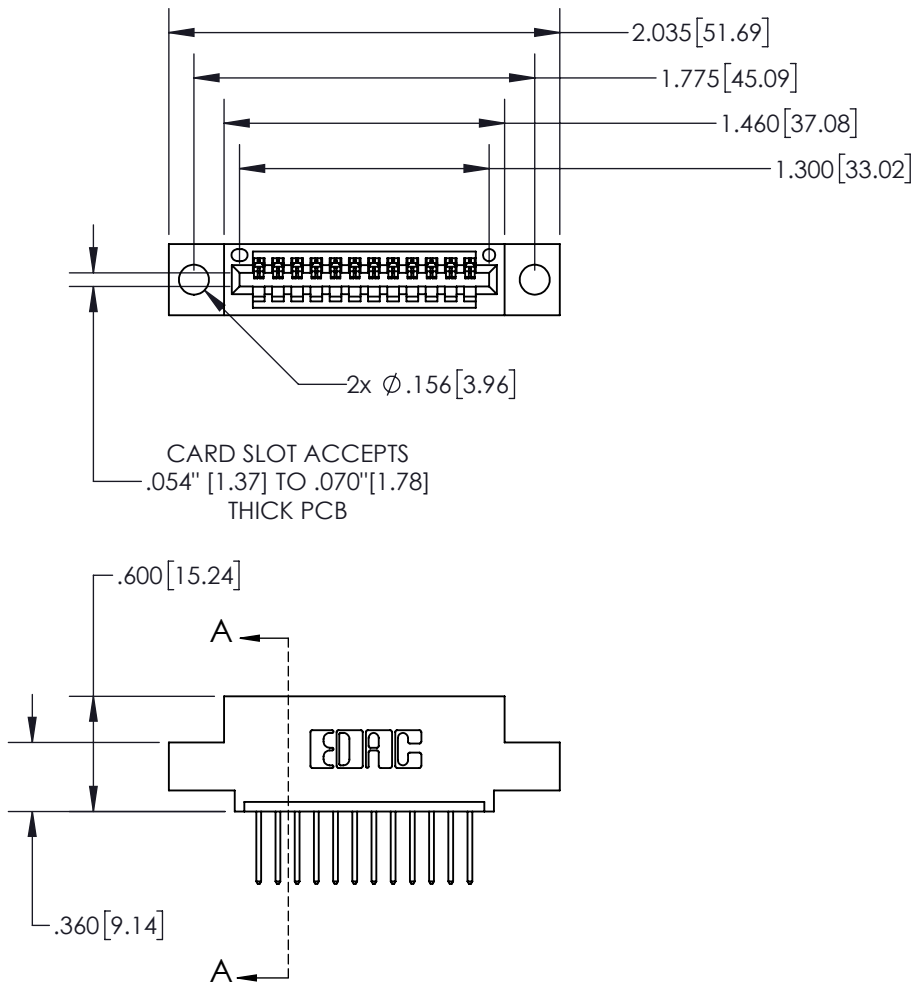 2.035[51.69]
1.775[45.09]
1.460[37.08]
1.300[33.02]
2x ∅.156[3.96]
CARD SLOT ACCEPTS
.054" [1.37] TO .070"[1.78]
THICK PCB
.600[15.24]
A
EDAC
.360[9.14]
A